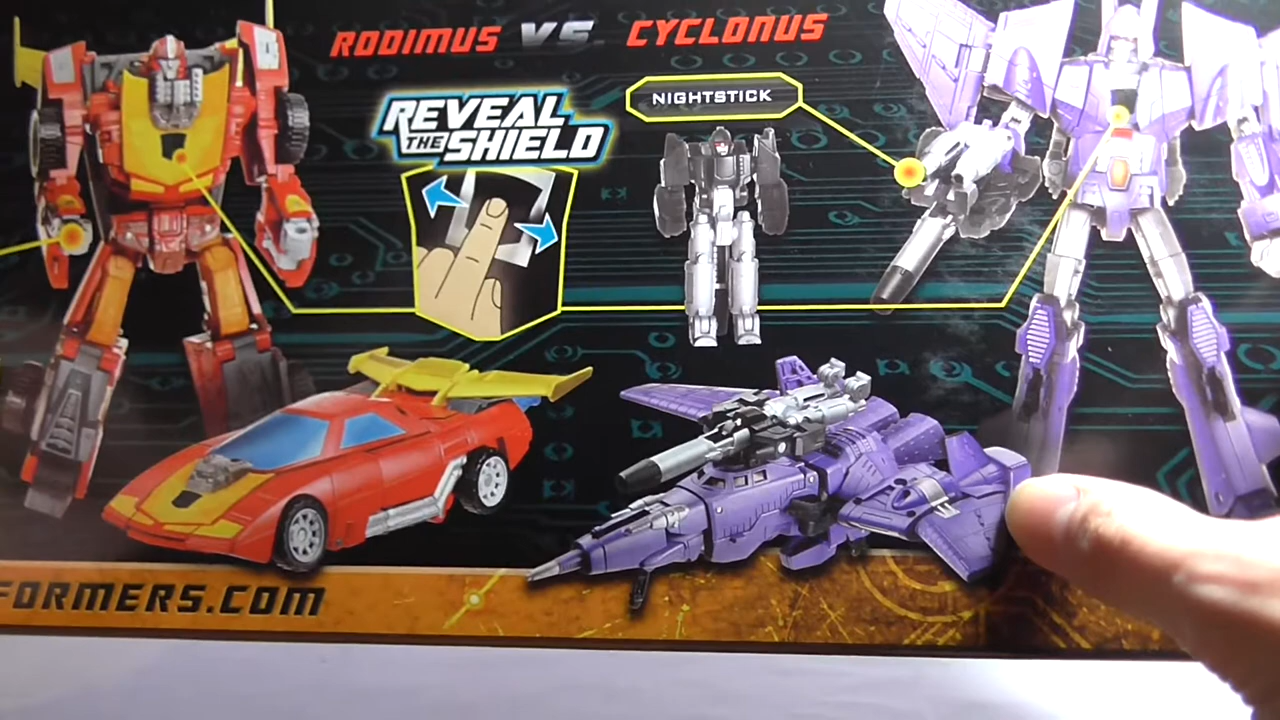 RODIMUS VS. CYCLONUS
REVEAL
THE SHIELD
NIGHTSTICK
FORMERS.COM